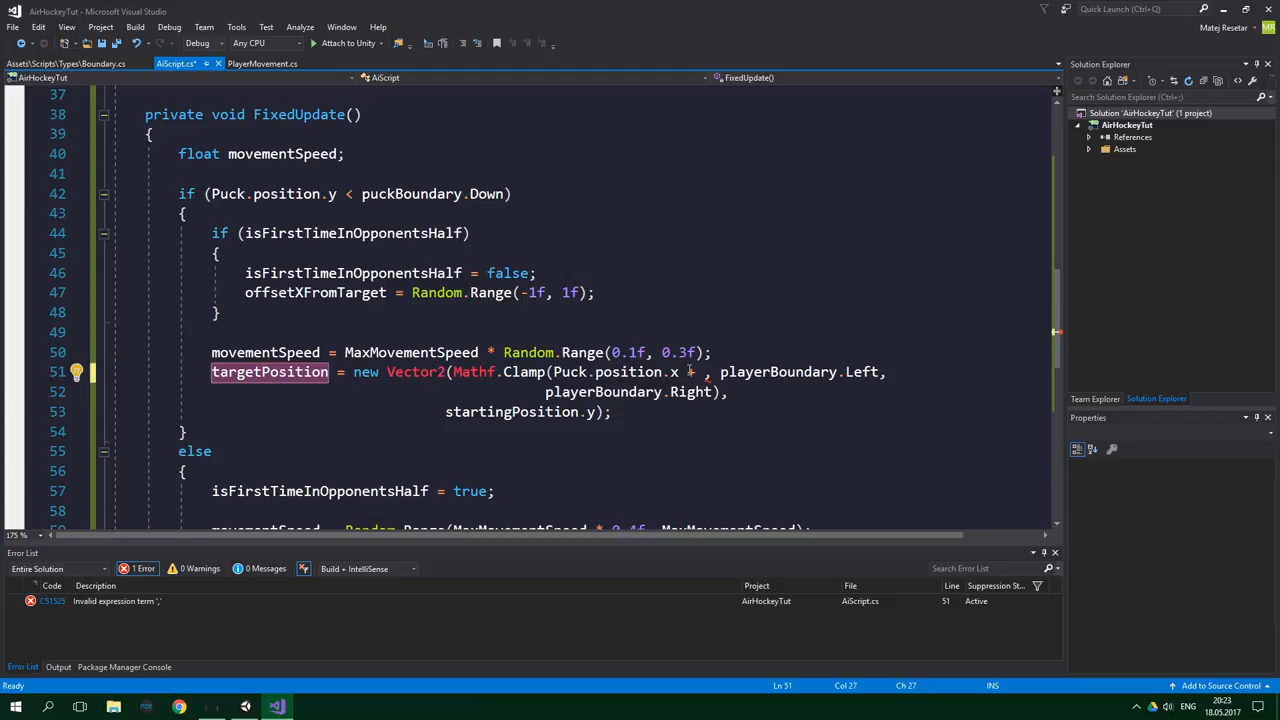 AirHockeyTut - Microsoft Visual Studio
Quick Launch (Ctrl+Q)
File Edit View Project Build Debug Team Tools Test Analyze Window Help
Matej Resetar
MR
Debug Any CPU Attach to Unity
Assets\Scripts\Types\Boundary.cs AiScript.cs* PlayerMovement.cs
AirHockeyTut AiScript FixedUpdate()
37
38 private void FixedUpdate()
39 {
40 float movementSpeed;
41
42 if (Puck.position.y < puckBoundary.Down)
43 {
44 if (isFirstTimeInOpponentsHalf)
45 {
46 isFirstTimeInOpponentsHalf = false;
47 offsetXFromTarget = Random.Range(-1f, 1f);
48 }
49
50 movementSpeed = MaxMovementSpeed * Random.Range(0.1f, 0.3f);
51 targetPosition = new Vector2(Mathf.Clamp(Puck.position.x + , playerBoundary.Left,
52 playerBoundary.Right),
53 startingPosition.y);
54 }
55 else
56 {
57 isFirstTimeInOpponentsHalf = true;
58
59 movementSpeed = Random.Range(MaxMovementSpeed * 0.4f, MaxMovementSpeed);
175 %
Solution Explorer
Search Solution Explorer (Ctrl+;)
Solution 'AirHockeyTut' (1 project)
AirHockeyTut
References
Assets
Team Explorer Solution Explorer
Properties
Error List
Entire Solution 1 Error 0 Warnings 0 Messages Build + IntelliSense Search Error List
Code Description Project File Line Suppression St...
CS1525 Invalid expression term ',' AirHockeyTut AiScript.cs 51 Active
Error List Output Package Manager Console
Ready Ln 51 Col 27 Ch 27 INS Add to Source Control
ENG
20:23
18.05.2017